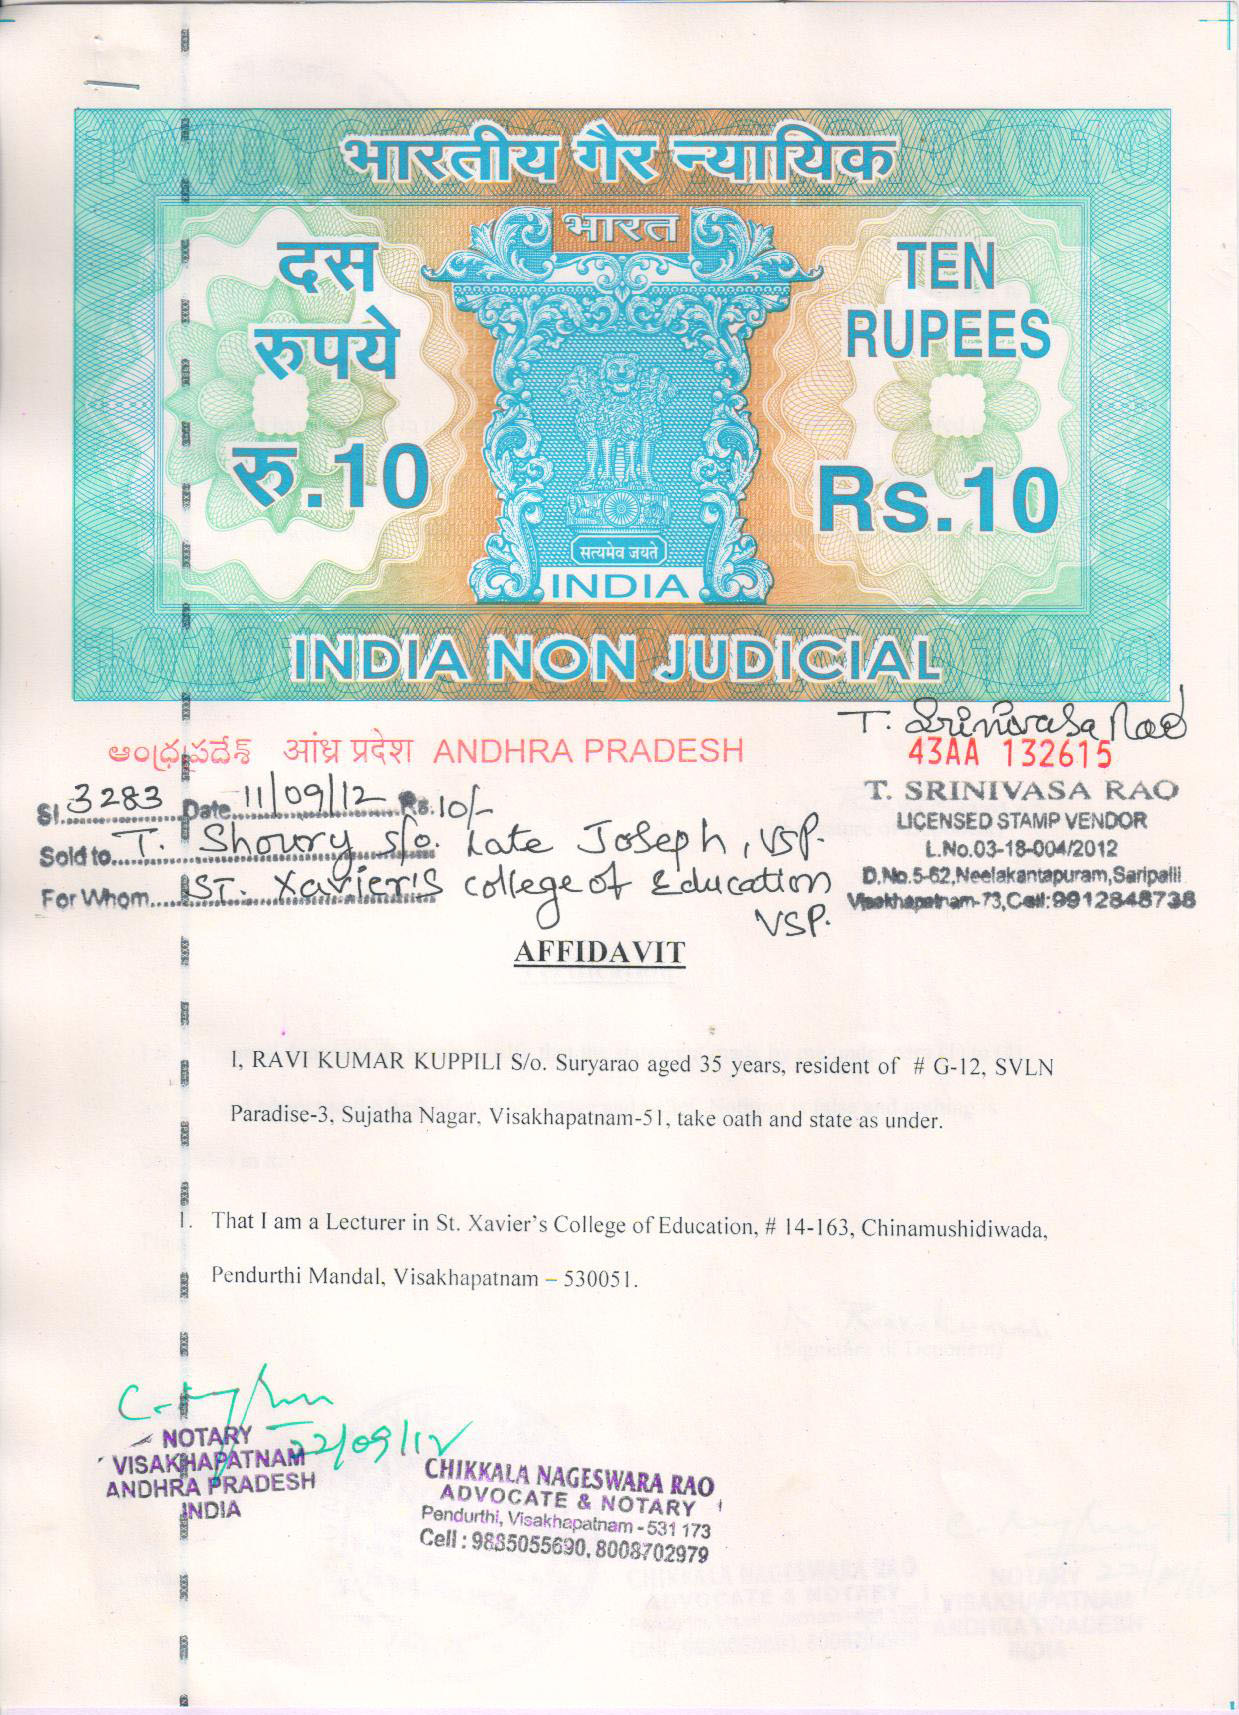 भारतीय गैर न्यायिक
भारत
दस
रुपये
रु.10
TEN
RUPEES
Rs.10
सत्यमेव जयते
INDIA
INDIA NON JUDICIAL
T. Srinivasa Rao
ఆంధ్రప్రదేశ్ आंध्र प्रदेश ANDHRA PRADESH
43AA 132615
Sl. 3283 Date 11/09/12 Rs. 10/-
Sold to T. Shoury s/o. Late Joseph, VSP.
For Whom ST. Xavier's college of Education
VSP.
T. SRINIVASA RAO
LICENSED STAMP VENDOR
L.No.03-18-004/2012
D.No.5-62,Neelakantapuram,Saripalli
Visakhapatnam-73,Cell:9912848738
AFFIDAVIT
I, RAVI KUMAR KUPPILI S/o. Suryarao aged 35 years, resident of # G-12, SVLN
Paradise-3, Sujatha Nagar, Visakhapatnam-51, take oath and state as under.
1. That I am a Lecturer in St. Xavier's College of Education, # 14-163, Chinamushidiwada,
Pendurthi Mandal, Visakhapatnam – 530051.
22/09/12
NOTARY
VISAKHAPATNAM
ANDHRA PRADESH
INDIA
CHIKKALA NAGESWARA RAO
ADVOCATE & NOTARY
Pendurthi, Visakhapatnam - 531 173
Cell : 9885055690, 8008702979